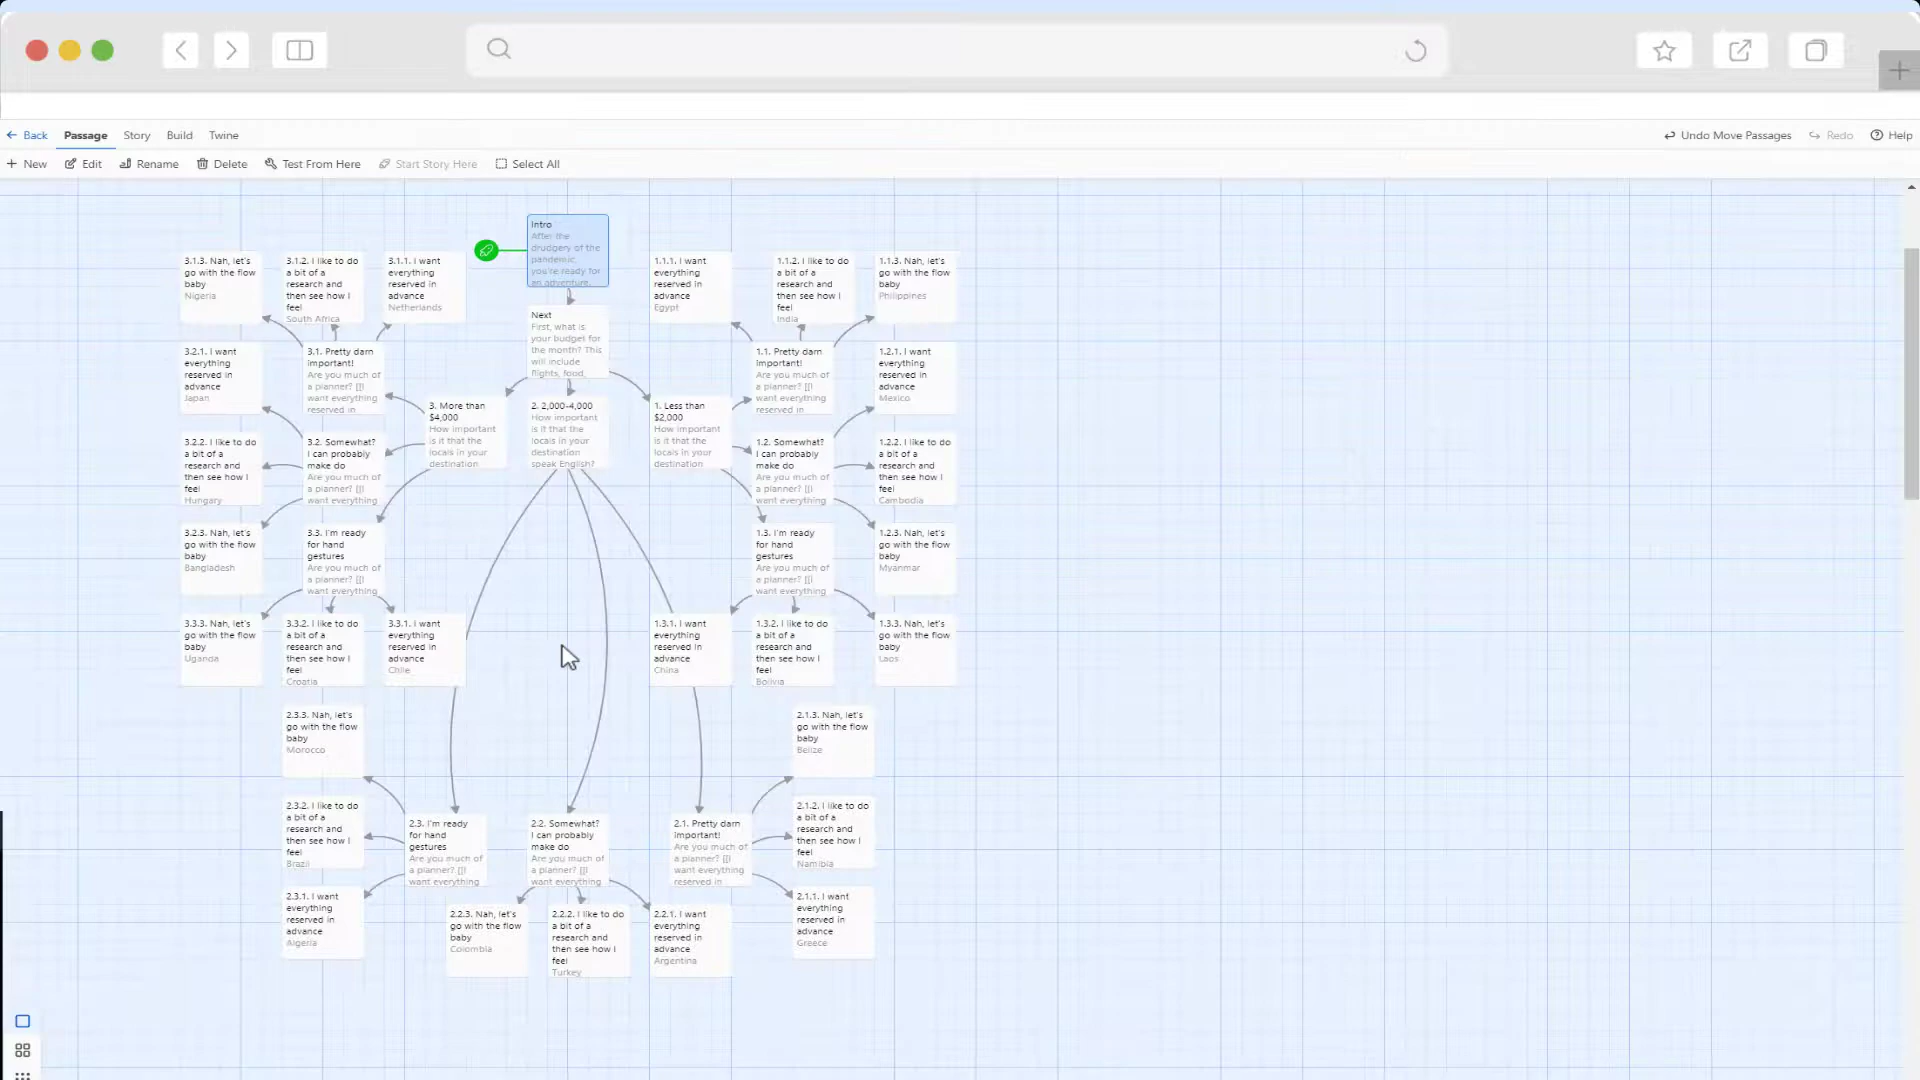 Back
Passage
Story
Build
Twine
Undo Move Passages
Redo
Help
New
Edit
Rename
Delete
Test From Here
Start Story Here
Select All
Intro
After the
drudgery of the
pandemic,
you're ready for
an adventure.
3.1.3. Nah, let's
go with the flow
baby
Nigeria
3.1.2. I like to do
a bit of a
research and
then see how I
feel
South Africa
3.1.1. I want
everything
reserved in
advance
Netherlands
1.1.1. I want
everything
reserved in
advance
Egypt
1.1.2. I like to do
a bit of a
research and
then see how I
feel
India
1.1.3. Nah, let's
go with the flow
baby
Philippines
Next
First, what is
your budget for
the month? This
will include
flights, food,
3.2.1. I want
everything
reserved in
advance
Japan
3.1. Pretty darn
important!
Are you much of
a planner? [[I
want everything
reserved in
1.1. Pretty darn
important!
Are you much of
a planner? [[I
want everything
reserved in
1.2.1. I want
everything
reserved in
advance
Mexico
3. More than
$4,000
How important
is it that the
locals in your
destination
2. 2,000-4,000
How important
is it that the
locals in your
destination
speak English?
1. Less than
$2,000
How important
is it that the
locals in your
destination
3.2.2. I like to do
a bit of a
research and
then see how I
feel
Hungary
3.2. Somewhat?
I can probably
make do
Are you much of
a planner? [[I
want everything
1.2. Somewhat?
I can probably
make do
Are you much of
a planner? [[I
want everything
1.2.2. I like to do
a bit of a
research and
then see how I
feel
Cambodia
3.2.3. Nah, let's
go with the flow
baby
Bangladesh
3.3. I'm ready
for hand
gestures
Are you much of
a planner? [[I
want everything
1.3. I'm ready
for hand
gestures
Are you much of
a planner? [[I
want everything
1.2.3. Nah, let's
go with the flow
baby
Myanmar
3.3.3. Nah, let's
go with the flow
baby
Uganda
3.3.2. I like to do
a bit of a
research and
then see how I
feel
Croatia
3.3.1. I want
everything
reserved in
advance
Chile
1.3.1. I want
everything
reserved in
advance
China
1.3.2. I like to do
a bit of a
research and
then see how I
feel
Bolivia
1.3.3. Nah, let's
go with the flow
baby
Laos
2.3.3. Nah, let's
go with the flow
baby
Morocco
2.1.3. Nah, let's
go with the flow
baby
Belize
2.3.2. I like to do
a bit of a
research and
then see how I
feel
Brazil
2.3. I'm ready
for hand
gestures
Are you much of
a planner? [[I
want everything
2.2. Somewhat?
I can probably
make do
Are you much of
a planner? [[I
want everything
2.1. Pretty darn
important!
Are you much of
a planner? [[I
want everything
reserved in
2.1.2. I like to do
a bit of a
research and
then see how I
feel
Namibia
2.3.1. I want
everything
reserved in
advance
Algeria
2.2.3. Nah, let's
go with the flow
baby
Colombia
2.2.2. I like to do
a bit of a
research and
then see how I
feel
Turkey
2.2.1. I want
everything
reserved in
advance
Argentina
2.1.1. I want
everything
reserved in
advance
Greece